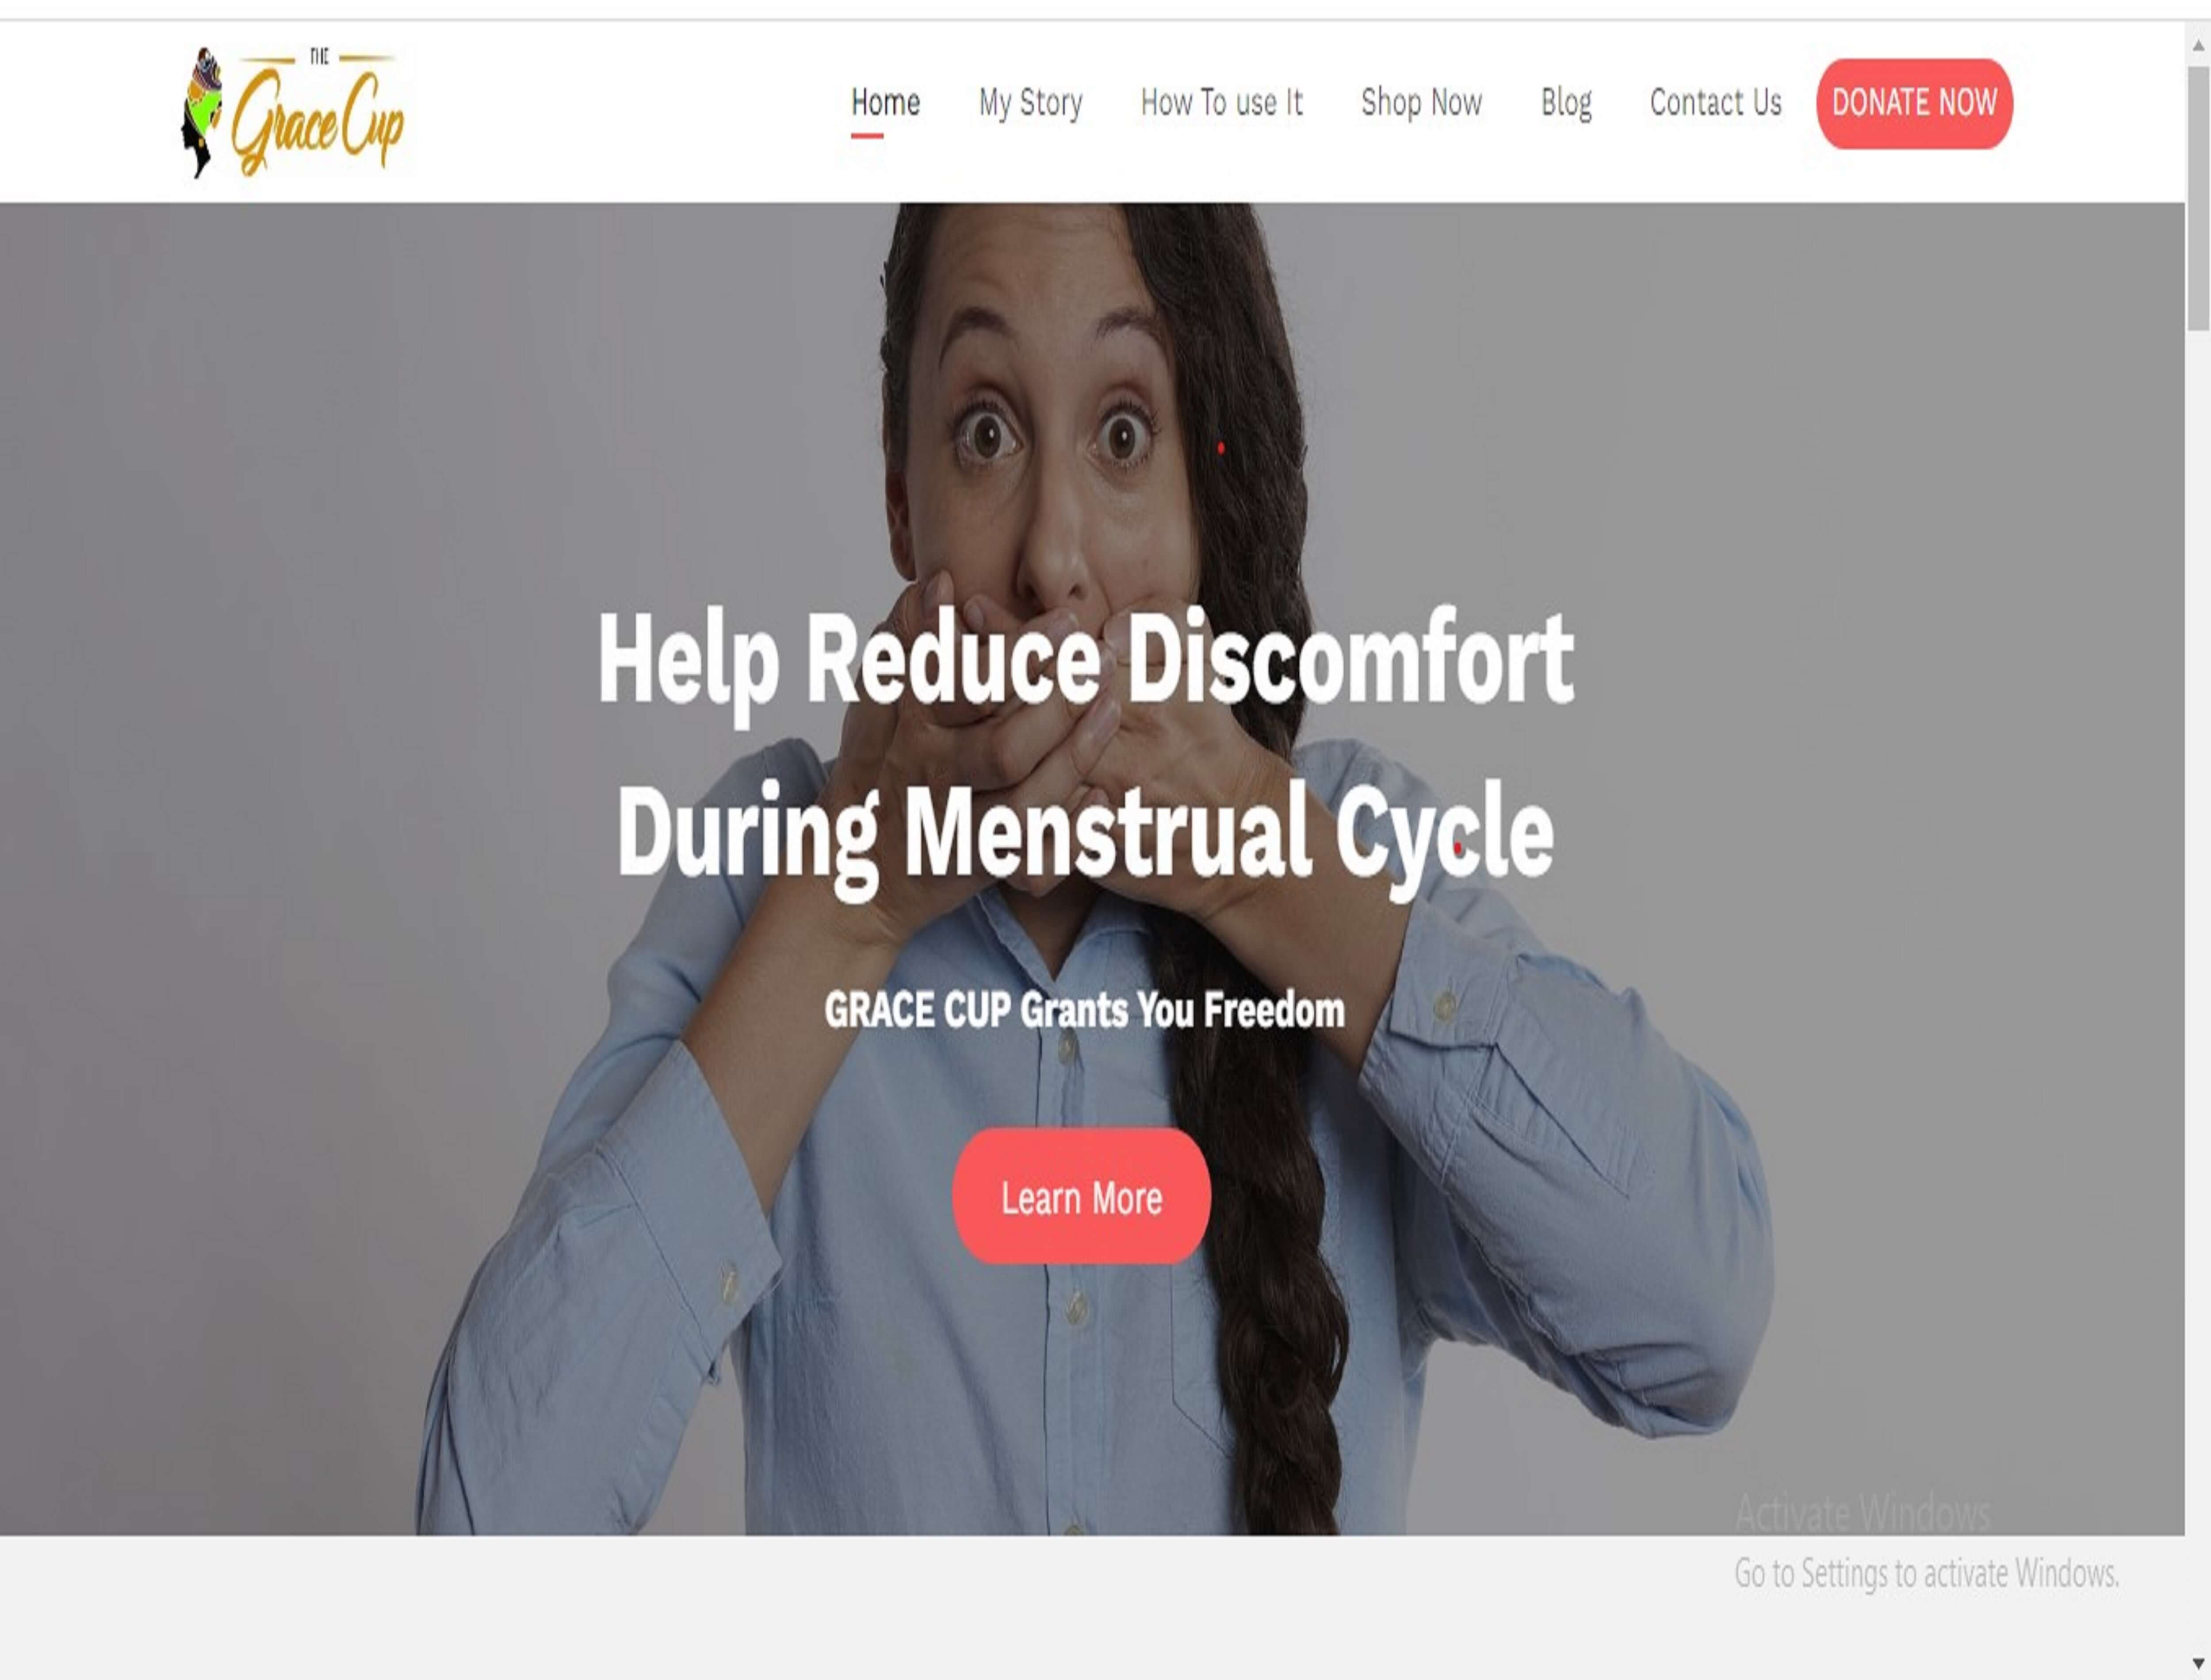 THE
Grace Cup
Home My Story How To use It Shop Now Blog Contact Us DONATE NOW
Help Reduce Discomfort
During Menstrual Cycle
GRACE CUP Grants You Freedom
Learn More
Activate Windows
Go to Settings to activate Windows.